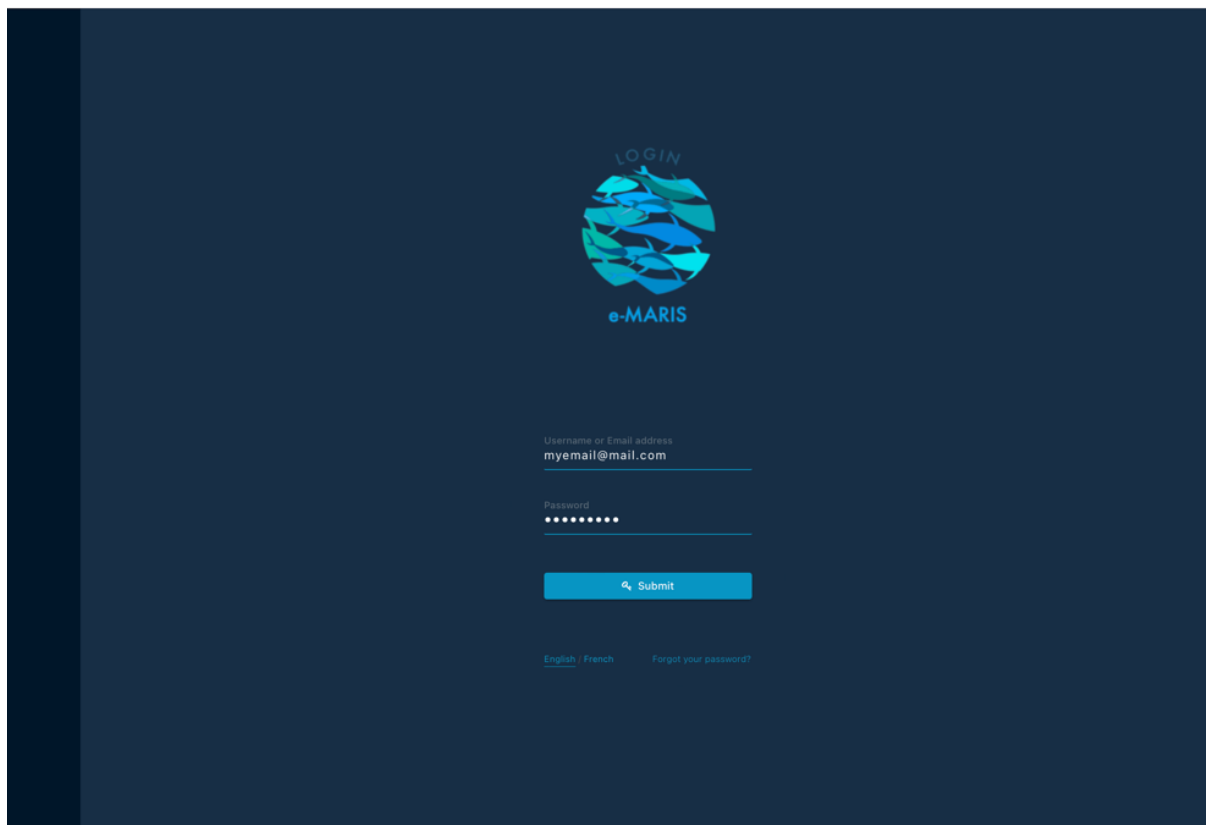 LOGIN
e-MARIS
Username or Email address
myemail@mail.com
Password
•••••••••
Submit
English / French Forgot your password?